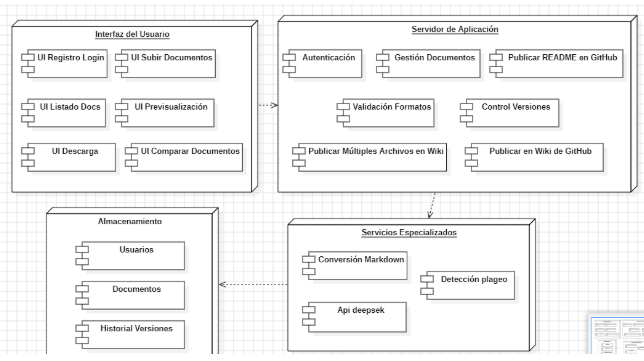 Interfaz del Usuario
UI Registro Login
UI Subir Documentos
UI Listado Docs
UI Previsualización
UI Descarga
UI Comparar Documentos
Servidor de Aplicación
Autenticación
Gestión Documentos
Publicar README en GitHub
Validación Formatos
Control Versiones
Publicar Múltiples Archivos en Wiki
Publicar en Wiki de GitHub
Almacenamiento
Usuarios
Documentos
Historial Versiones
Servicios Especializados
Conversión Markdown
Detección plageo
Api deepsek